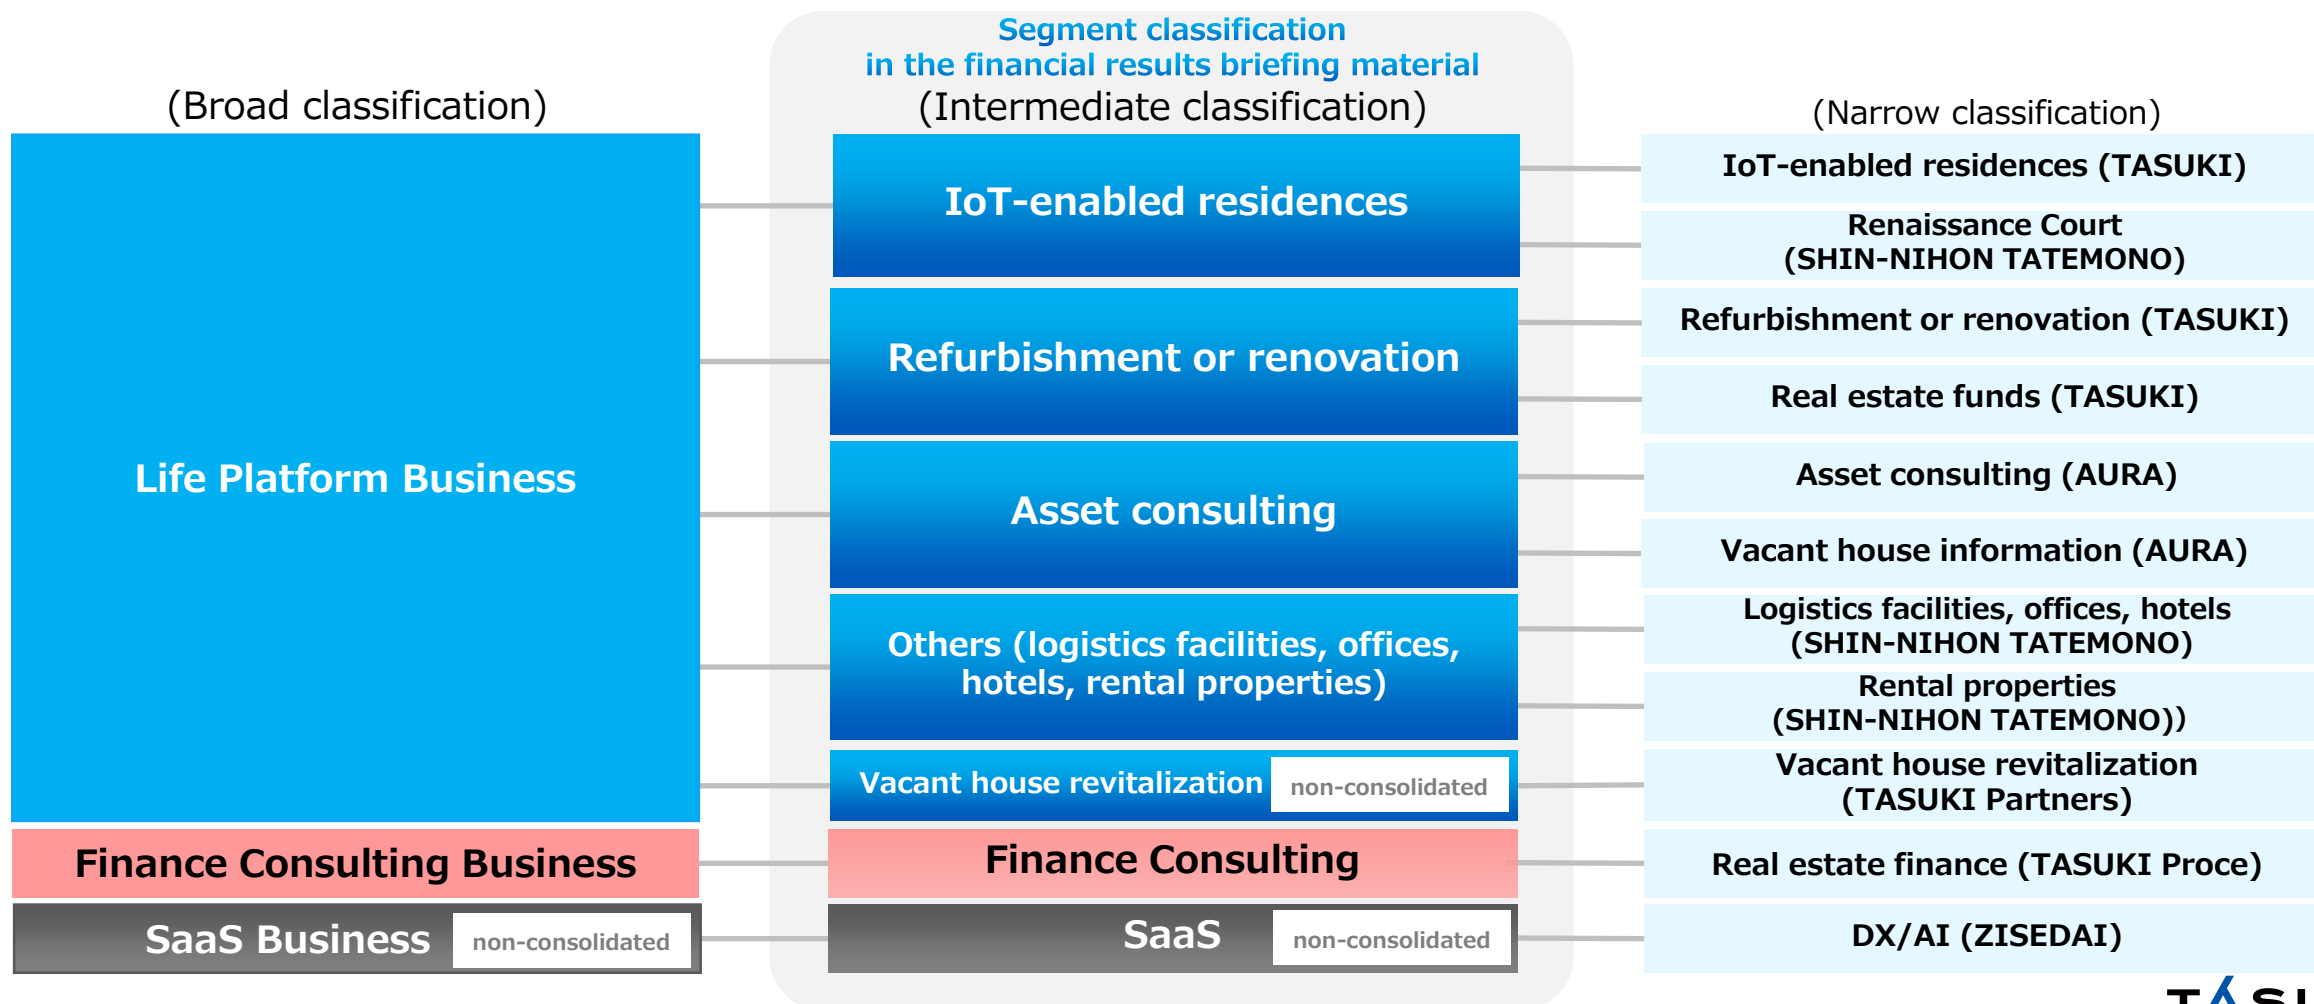 Segment classification
in the financial results briefing material
(Broad classification)
(Intermediate classification)
(Narrow classification)
Life Platform Business
IoT-enabled residences
IoT-enabled residences (TASUKI)
Renaissance Court
(SHIN-NIHON TATEMONO)
Refurbishment or renovation
Refurbishment or renovation (TASUKI)
Real estate funds (TASUKI)
Asset consulting
Asset consulting (AURA)
Vacant house information (AURA)
Others (logistics facilities, offices,
hotels, rental properties)
Logistics facilities, offices, hotels
(SHIN-NIHON TATEMONO)
Rental properties
(SHIN-NIHON TATEMONO))
Vacant house revitalization
non-consolidated
Vacant house revitalization
(TASUKI Partners)
Finance Consulting Business
Finance Consulting
Real estate finance (TASUKI Proce)
SaaS Business
non-consolidated
SaaS
non-consolidated
DX/AI (ZISEDAI)